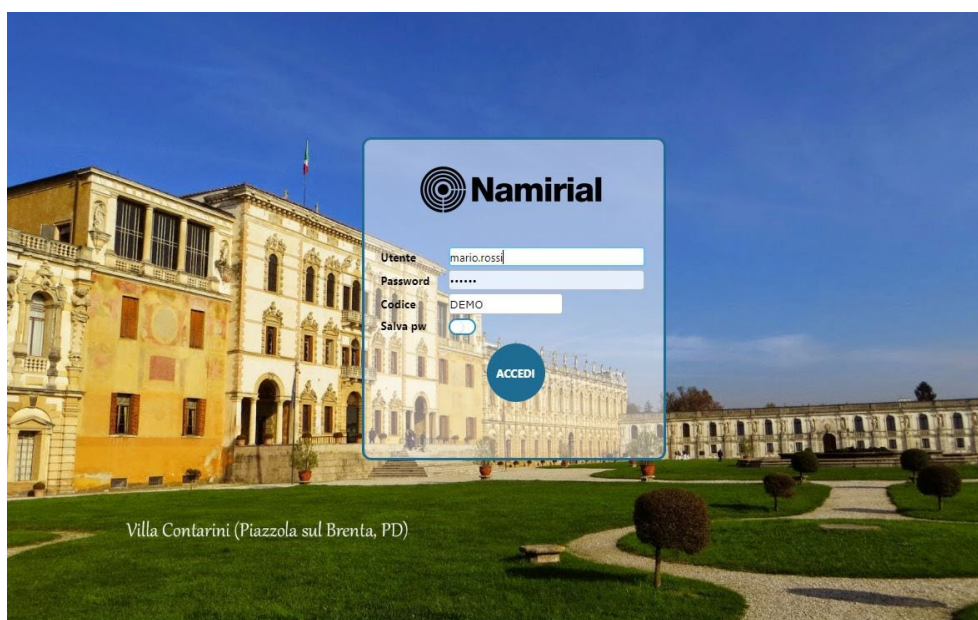 Namirial
Utente mario.rossi
Password ••••••
Codice DEMO
Salva pw
ACCEDI
Villa Contarini (Piazzola sul Brenta, PD)